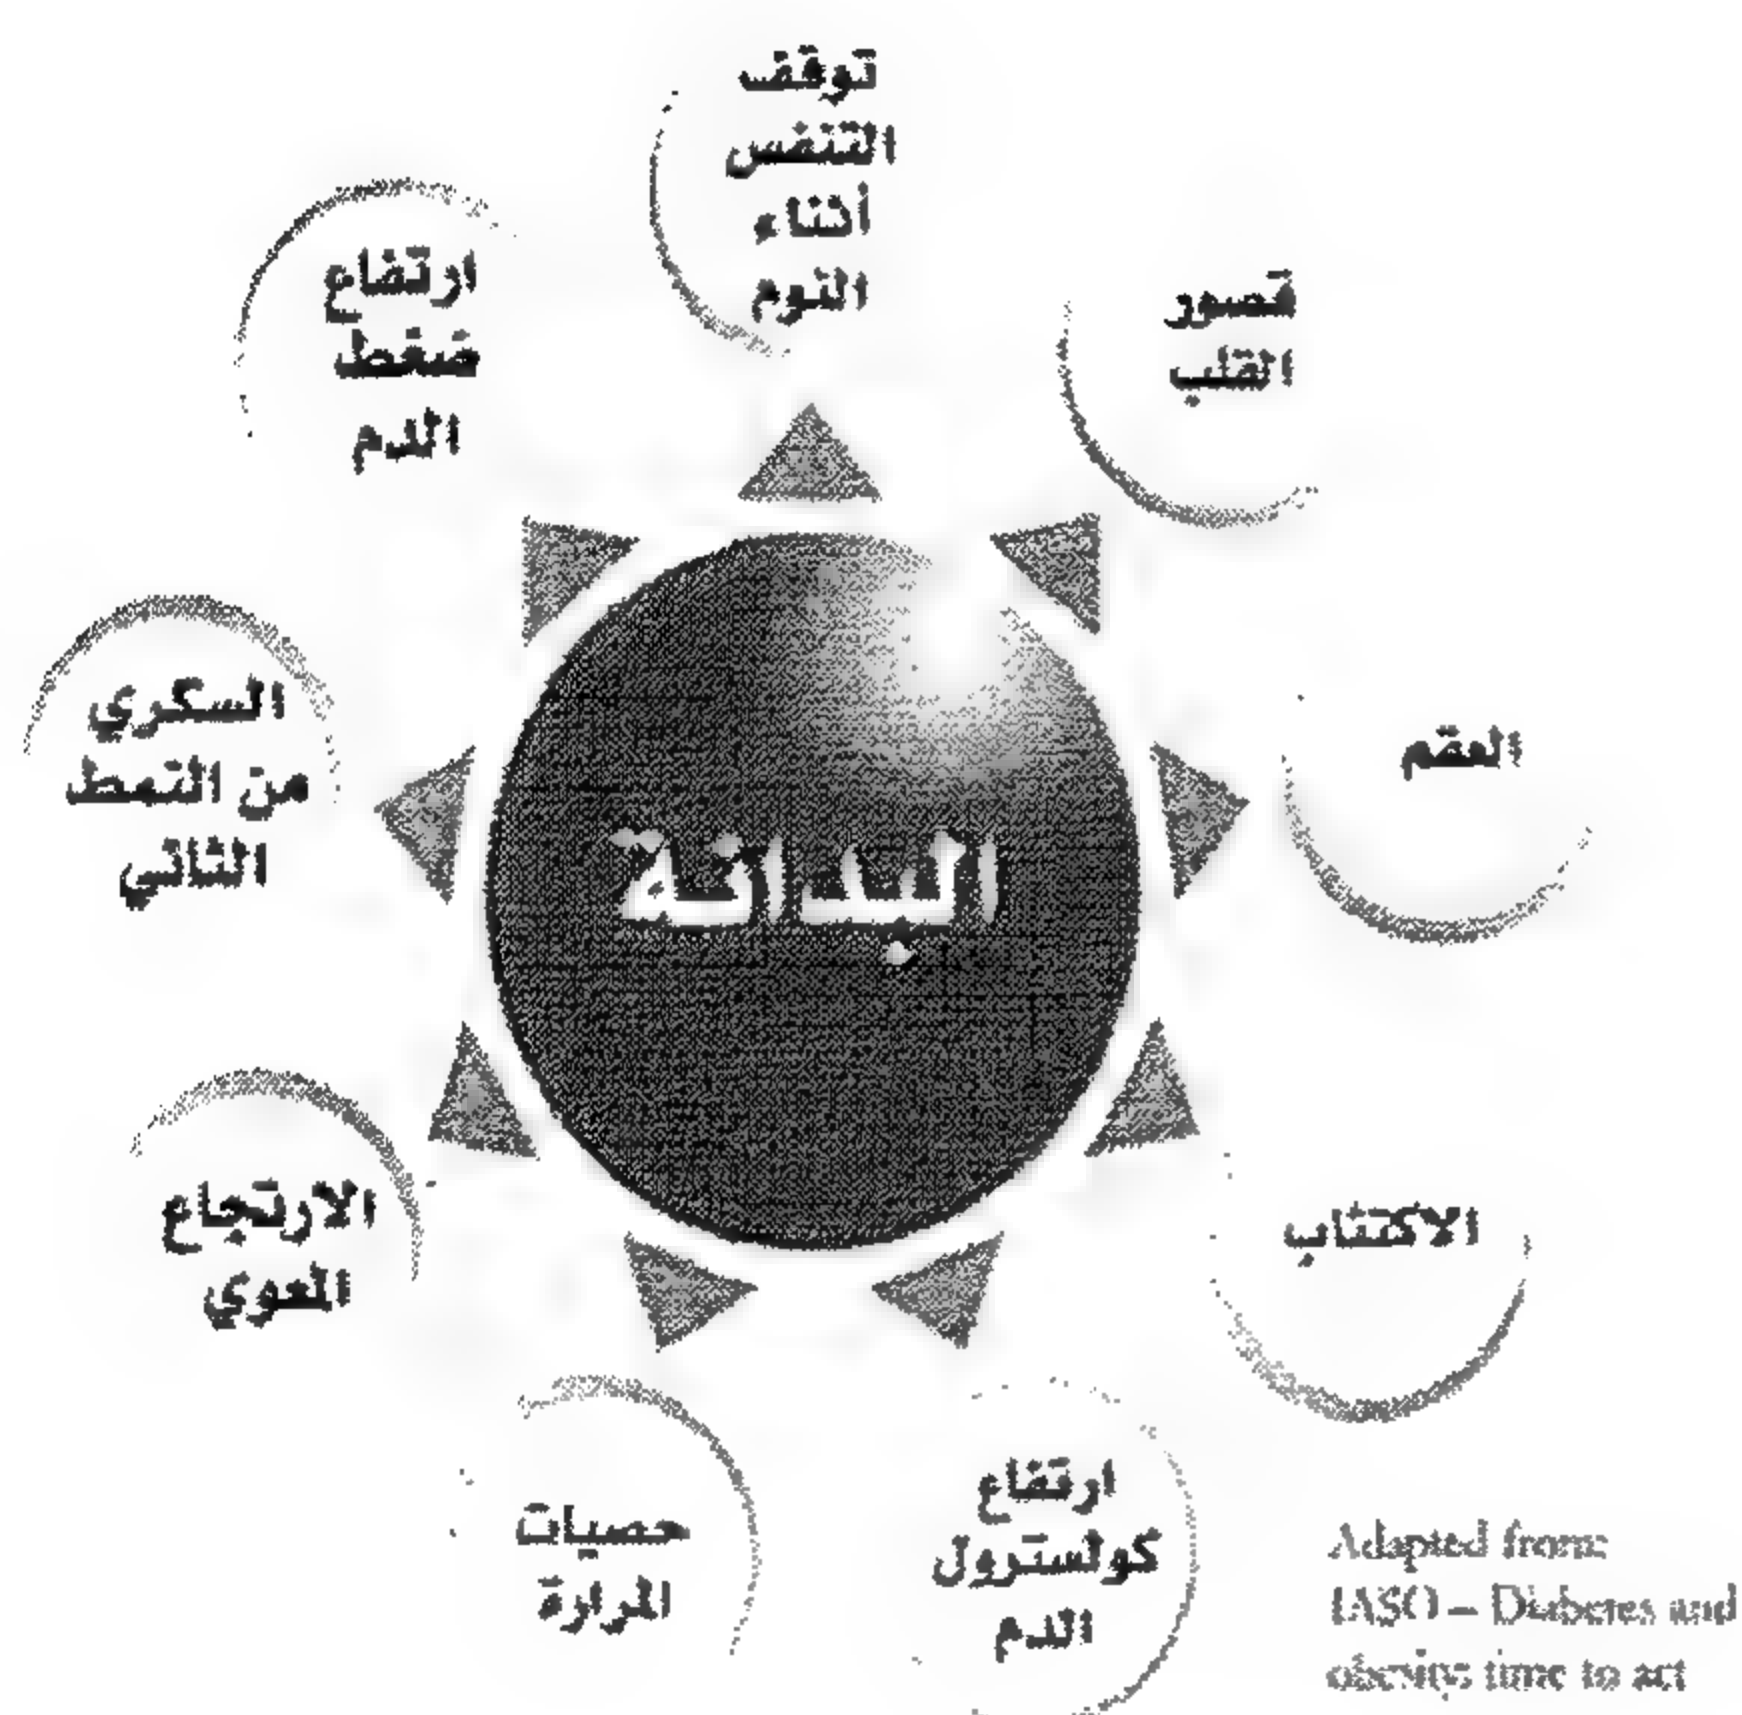 توقف
التنفس
أثناء
النوم
قصور
القلب
العقم
الاكتئاب
ارتفاع
كولسترول
الدم
حصيات
المرارة
الارتجاع
المعوي
السكري
من النمط
الثاني
ارتفاع
ضغط
الدم
البدانة
Adapted from:
IASO – Diabetes and
obesity: time to act